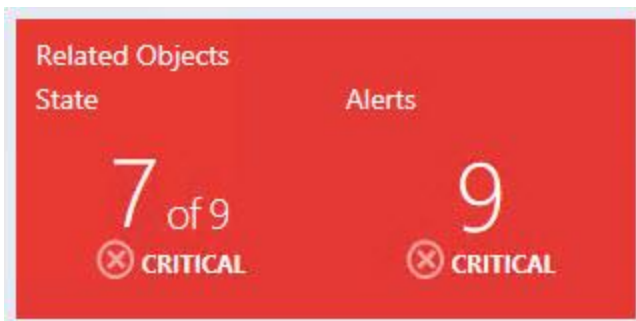 Related Objects
State Alerts
7 of 9 9
CRITICAL CRITICAL